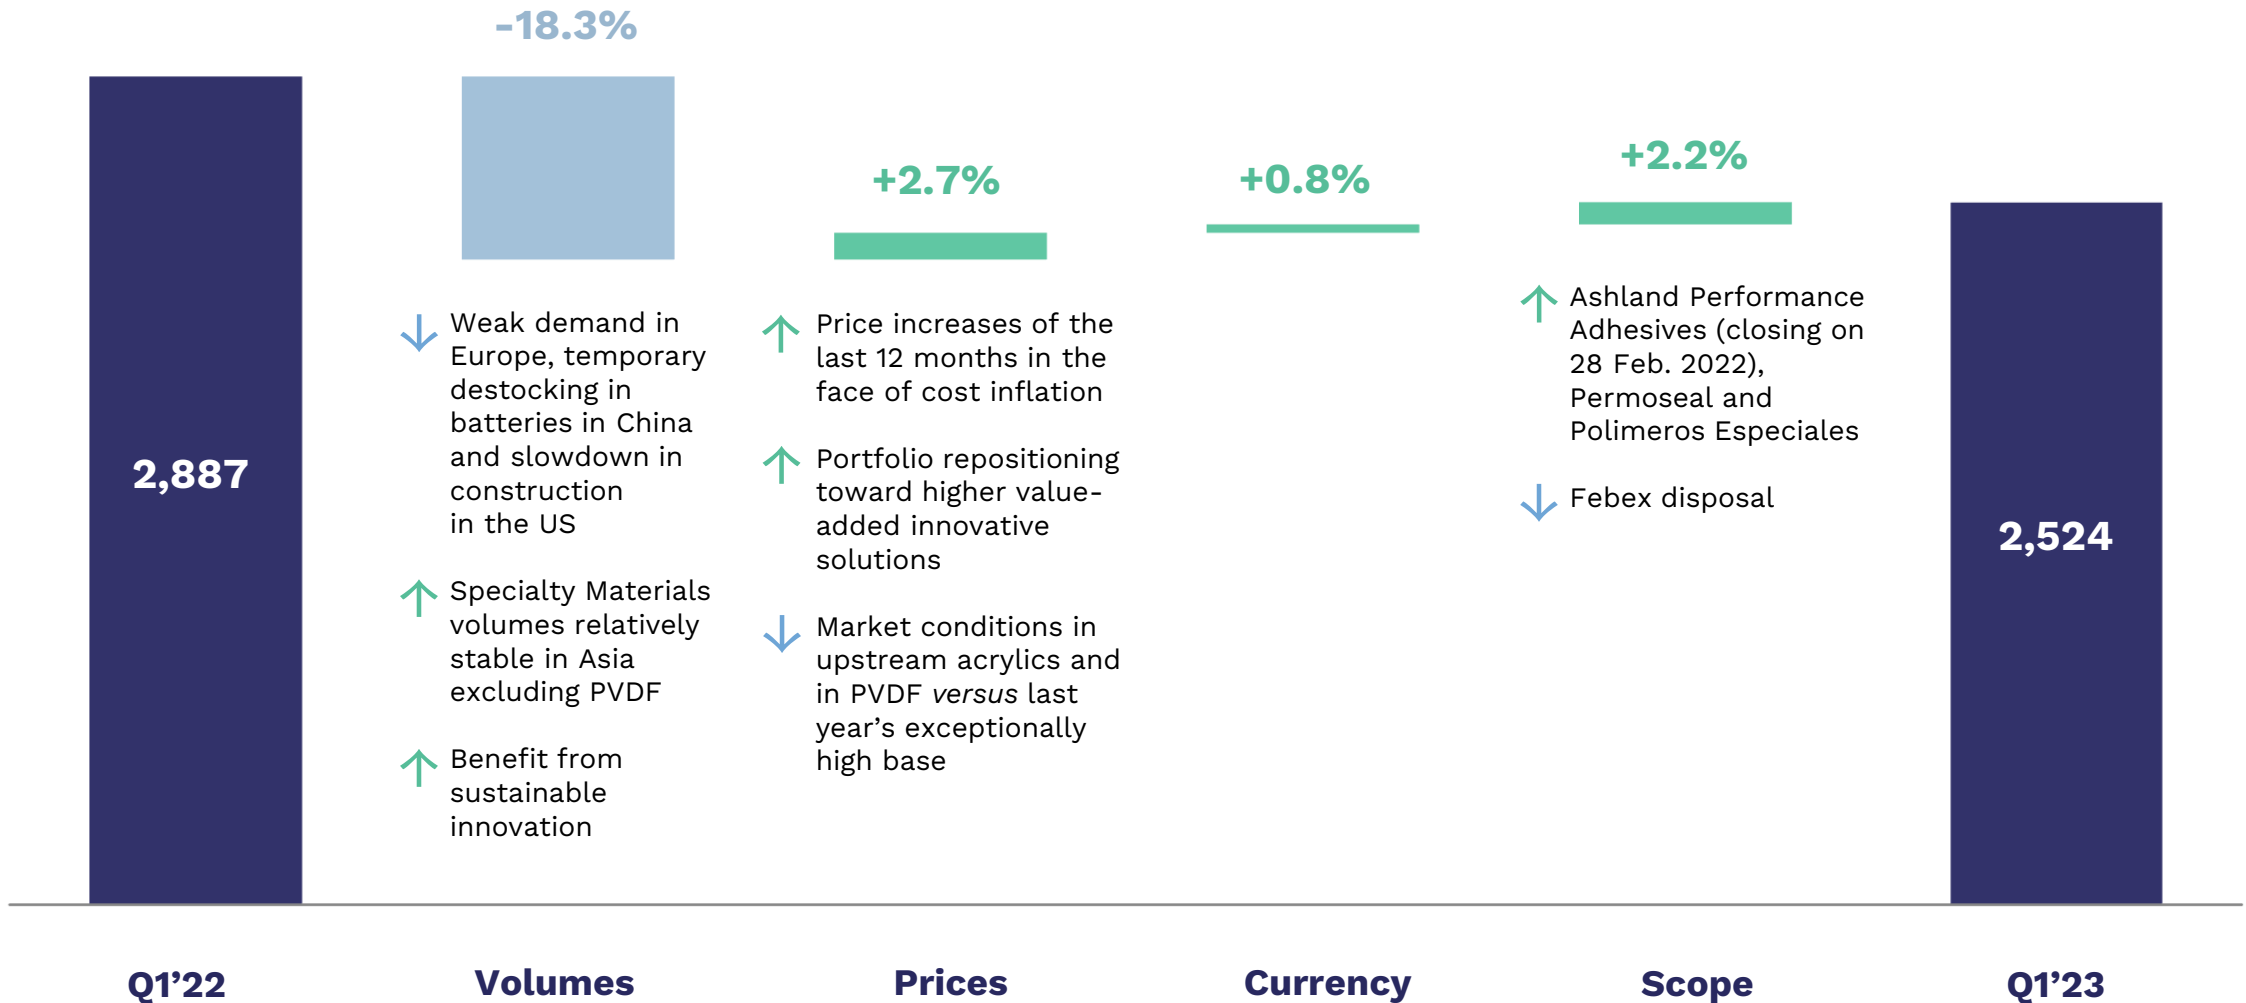 -18.3%
+2.7%
+0.8%
+2.2%
2,887
Weak demand in
Europe, temporary
destocking in
batteries in China
and slowdown in
construction
in the US
Specialty Materials
volumes relatively
stable in Asia
excluding PVDF
Benefit from
sustainable
innovation
Price increases of the
last 12 months in the
face of cost inflation
Portfolio repositioning
toward higher value-
added innovative
solutions
Market conditions in
upstream acrylics and
in PVDF versus last
year’s exceptionally
high base
Ashland Performance
Adhesives (closing on
28 Feb. 2022),
Permoseal and
Polimeros Especiales
Febex disposal
2,524
Q1’22
Volumes
Prices
Currency
Scope
Q1’23